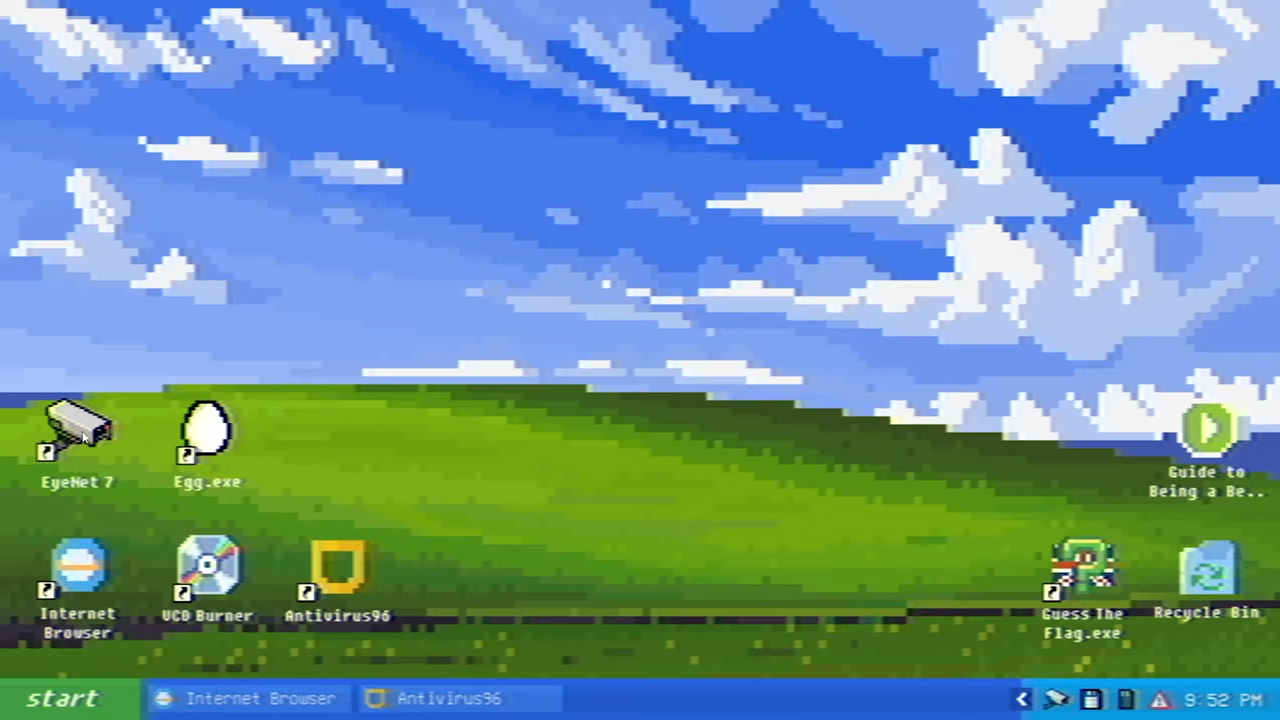 EyeNet 7
Egg.exe
Guide to
Being a Be..
Internet
Browser
VCD Burner
Antivirus96
Guess The
Flag.exe
Recycle Bin
start
Internet Browser
Antivirus96
9:52 PM